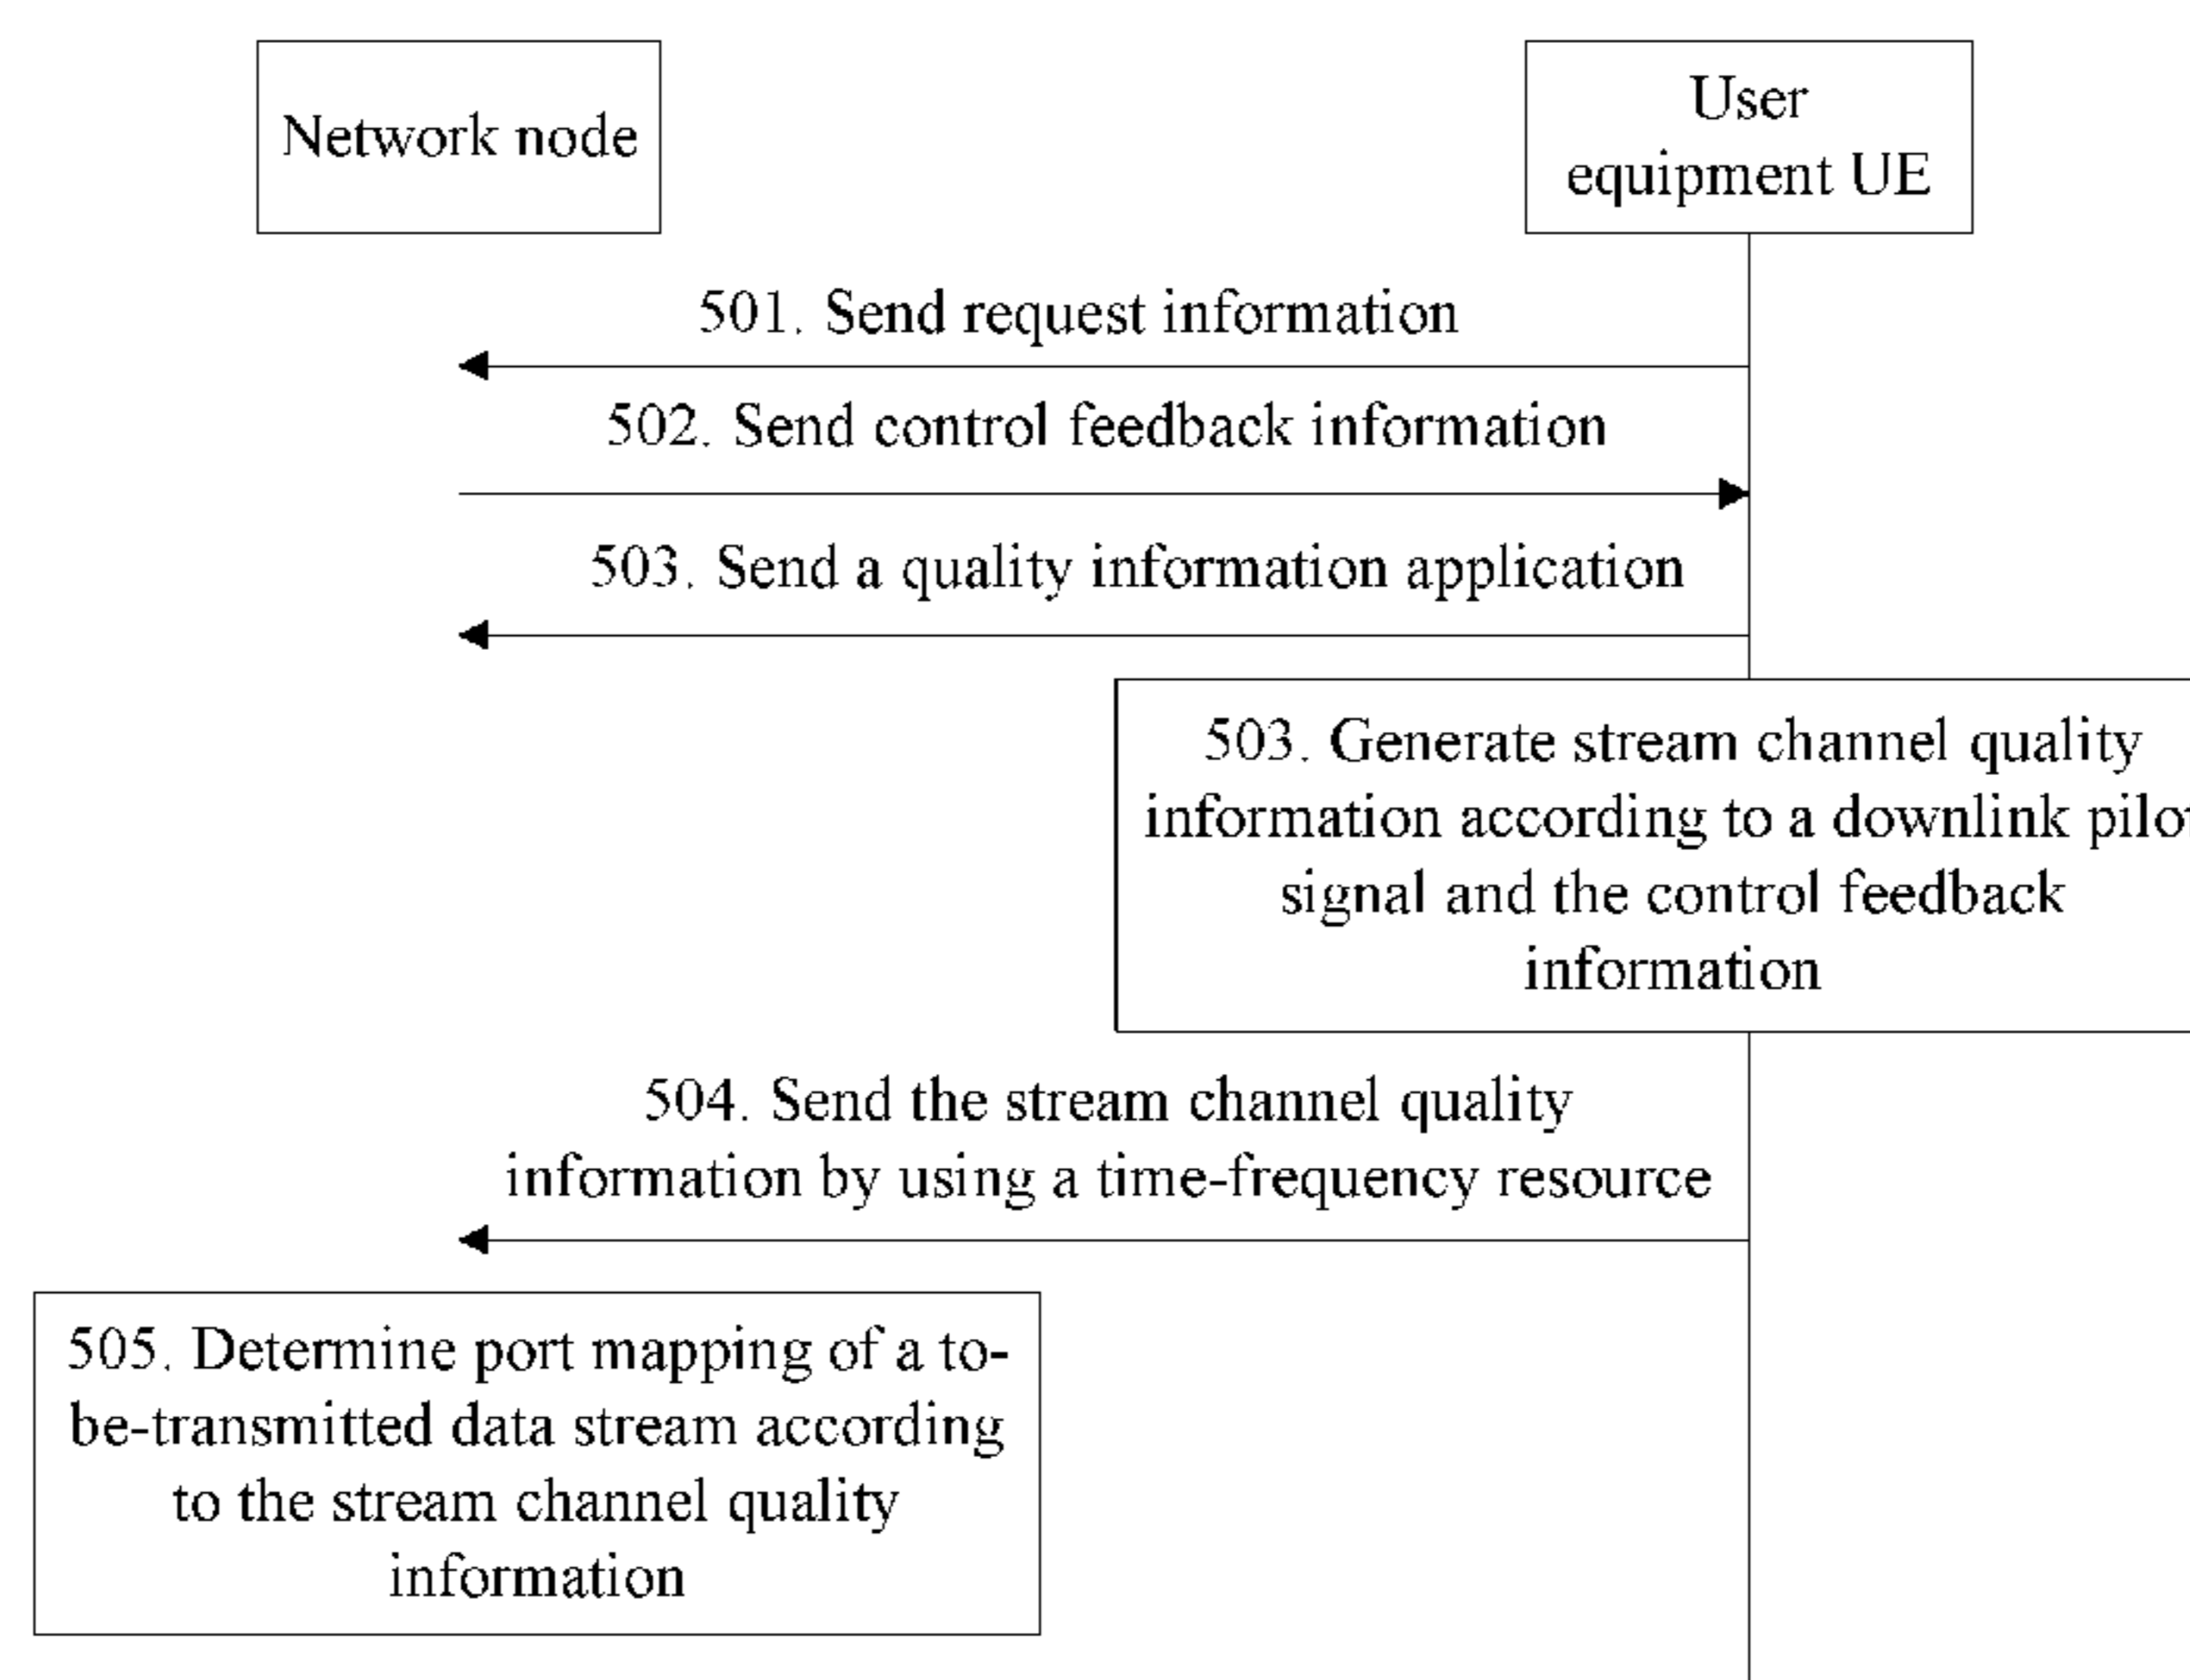 Network node
User
equipment UE
501. Send request information
502. Send control feedback information
503. Send a quality information application
503. Generate stream channel quality
information according to a downlink pilot
signal and the control feedback
information
504. Send the stream channel quality
information by using a time-frequency resource
505. Determine port mapping of a to-
be-transmitted data stream according
to the stream channel quality
information